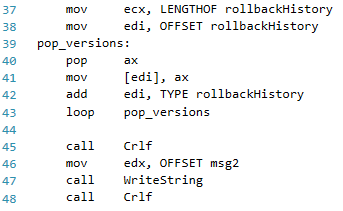 37 mov ecx, LENGTHOF rollbackHistory
38 mov edi, OFFSET rollbackHistory
39 pop_versions:
40 pop ax
41 mov [edi], ax
42 add edi, TYPE rollbackHistory
43 loop pop_versions
44
45 call Crlf
46 mov edx, OFFSET msg2
47 call WriteString
48 call Crlf